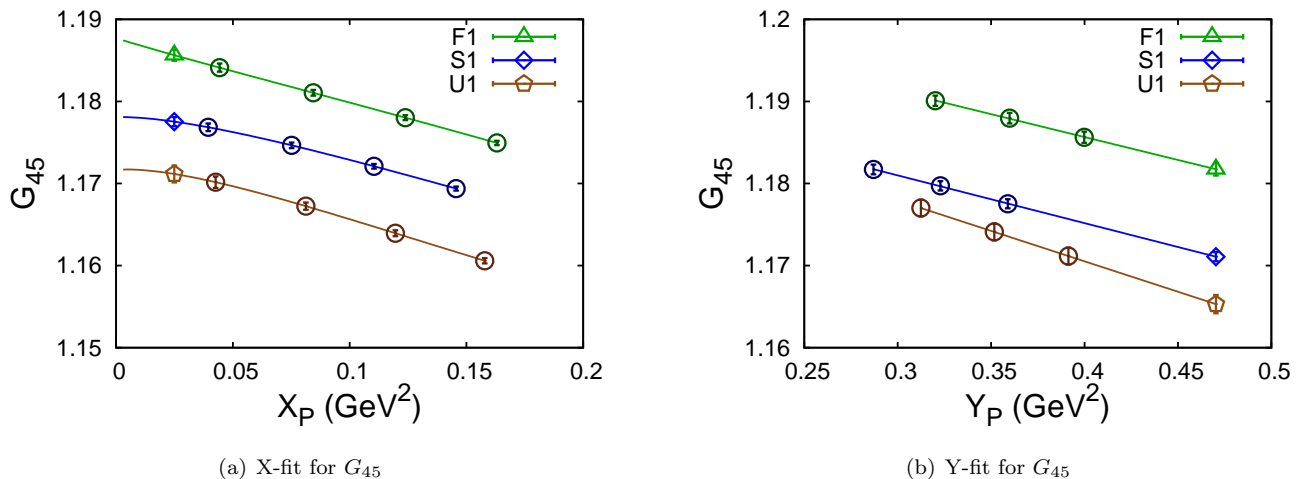 1.19
1.18
1.17
1.16
1.15
G45
0
0.05
0.1
0.15
0.2
XP (GeV2)
F1
S1
U1
(a) X-fit for G45
1.2
1.19
1.18
1.17
1.16
G45
0.25
0.3
0.35
0.4
0.45
0.5
YP (GeV2)
F1
S1
U1
(b) Y-fit for G45